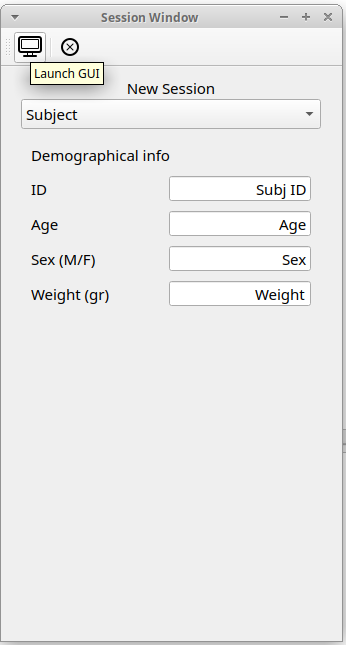 Session Window
Launch GUI
New Session
Subject
Demographical info
ID Subj ID
Age Age
Sex (M/F) Sex
Weight (gr) Weight